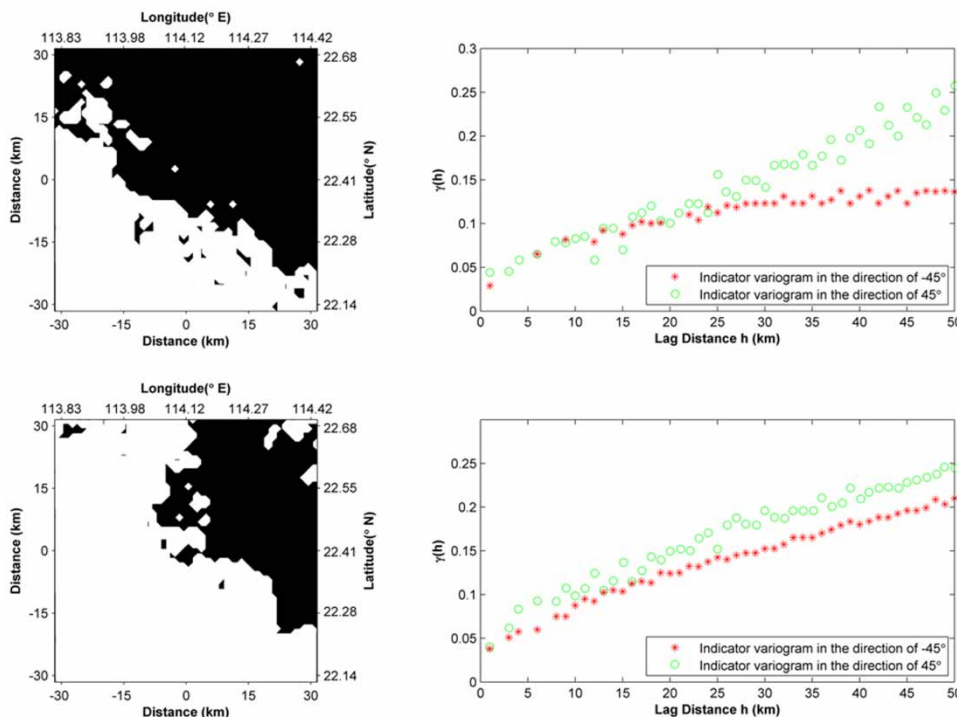 Longitude(° E)
113.83 113.98 114.12 114.27 114.42
30 22.68
15 22.55
0 22.41
-15 22.28
-30 22.14
Distance (km)
Latitude(° N)
-30 -15 0 15 30
Distance (km)
0.3
0.25
0.2
0.15
0.1
0.05
0
γ(h)
Indicator variogram in the direction of -45°
Indicator variogram in the direction of 45°
0 5 10 15 20 25 30 35 40 45 50
Lag Distance h (km)
Longitude(° E)
113.83 113.98 114.12 114.27 114.42
30 22.68
15 22.55
0 22.41
-15 22.28
-30 22.14
Distance (km)
Latitude(° N)
-30 -15 0 15 30
Distance (km)
0.25
0.2
0.15
0.1
0.05
0
γ(h)
Indicator variogram in the direction of -45°
Indicator variogram in the direction of 45°
0 5 10 15 20 25 30 35 40 45 50
Lag Distance h (km)